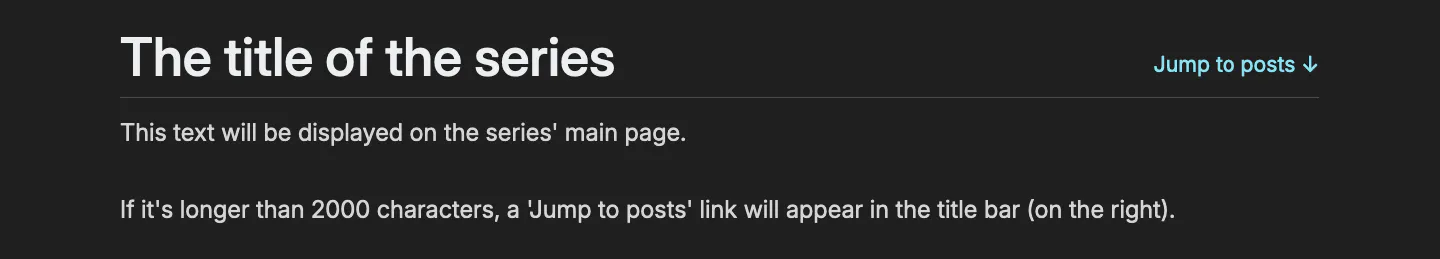 The title of the series
Jump to posts ↓
This text will be displayed on the series' main page.
If it's longer than 2000 characters, a 'Jump to posts' link will appear in the title bar (on the right).